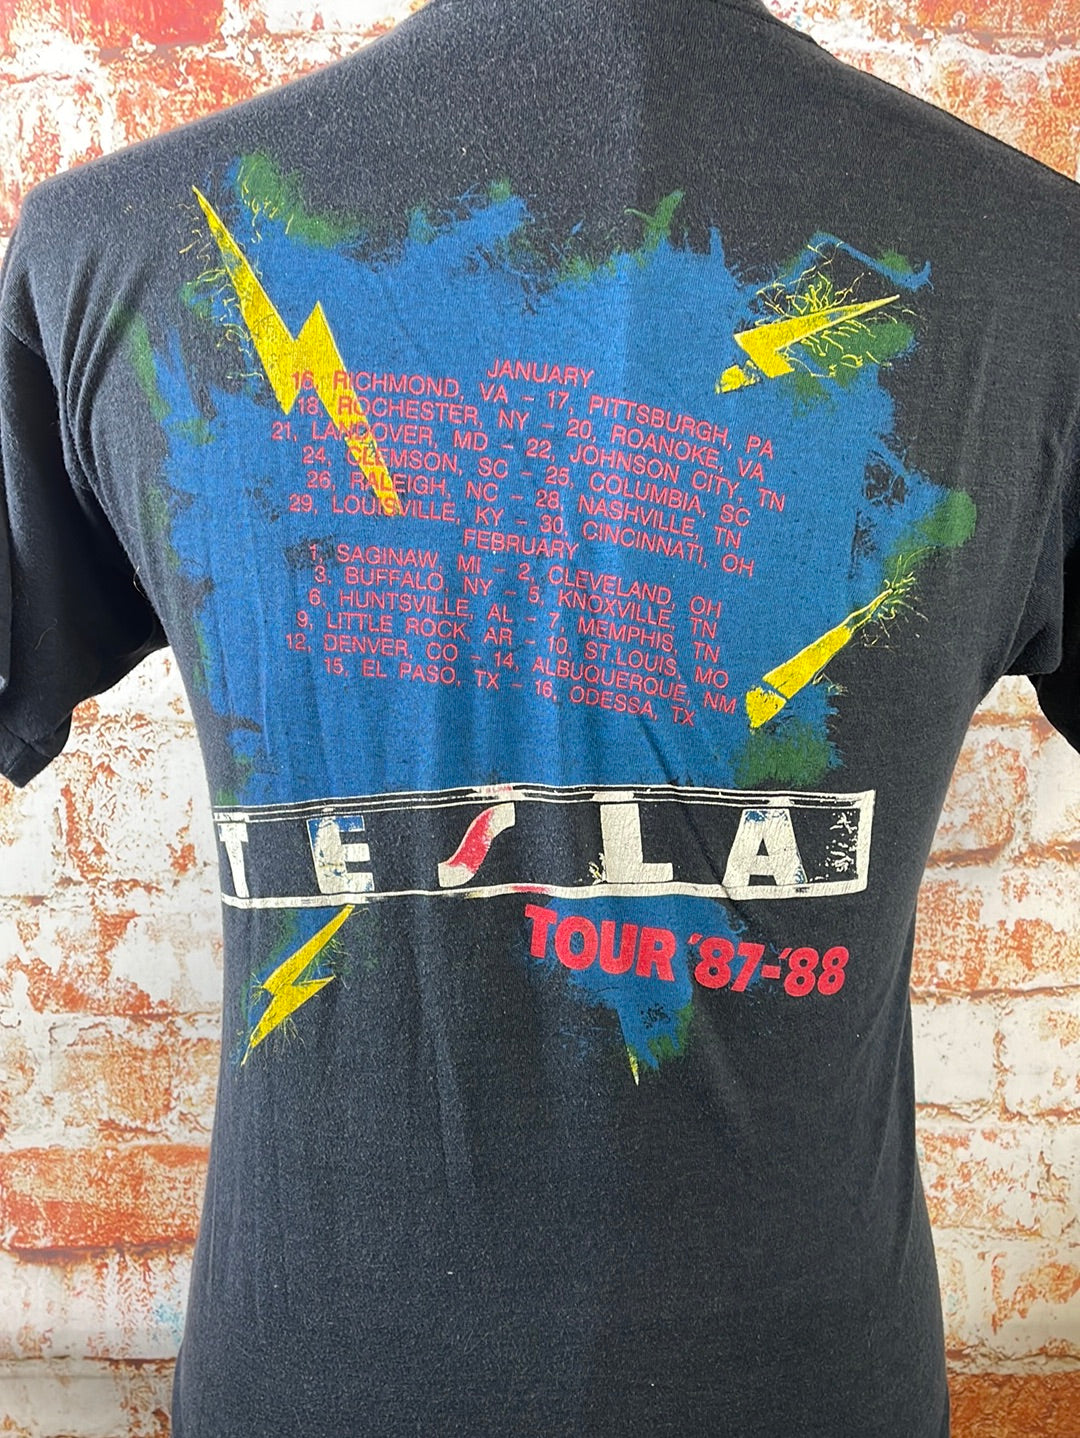 JANUARY
16, RICHMOND, VA - 17, PITTSBURGH, PA
18, ROCHESTER, NY - 20, ROANOKE, VA
21, LANDOVER, MD - 22, JOHNSON CITY, TN
24, CLEMSON, SC - 25, COLUMBIA, SC
26, RALEIGH, NC - 28, NASHVILLE, TN
29, LOUISVILLE, KY - 30, CINCINNATI, OH
FEBRUARY
1, SAGINAW, MI - 2, CLEVELAND, OH
3, BUFFALO, NY - 5, KNOXVILLE, TN
6, HUNTSVILLE, AL - 7, MEMPHIS, TN
9, LITTLE ROCK, AR - 10, ST.LOUIS, MO
12, DENVER, CO - 14, ALBUQUERQUE, NM
15, EL PASO, TX - 16, ODESSA, TX
TESLA
TOUR '87-'88